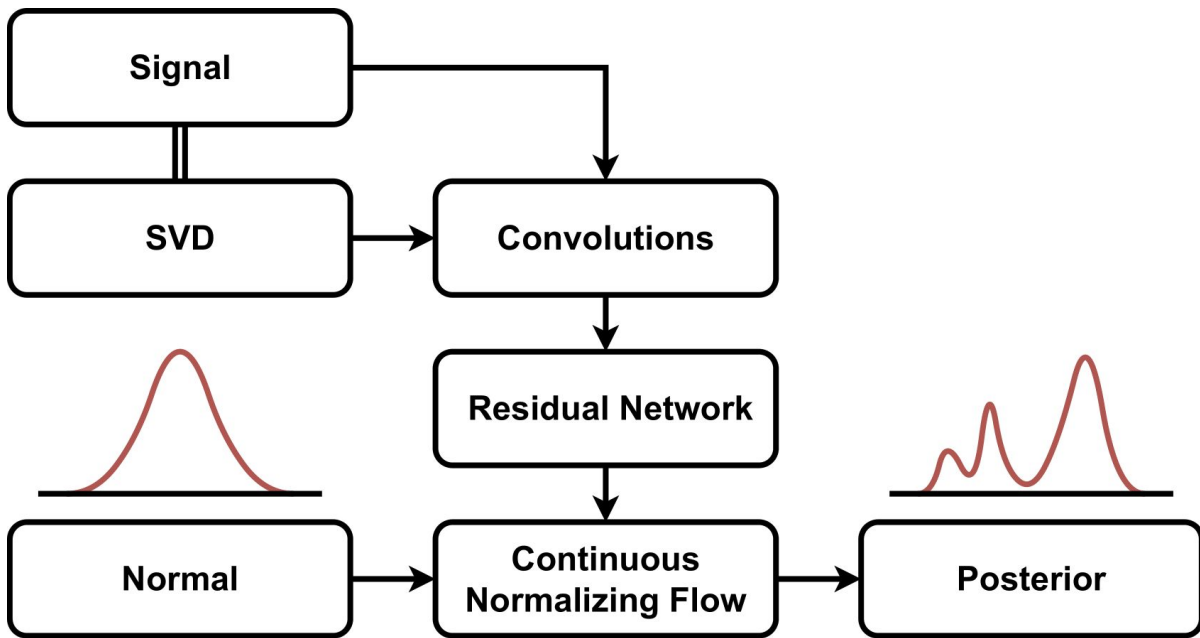 Signal
SVD
Convolutions
Residual Network
Normal
Continuous
Normalizing Flow
Posterior